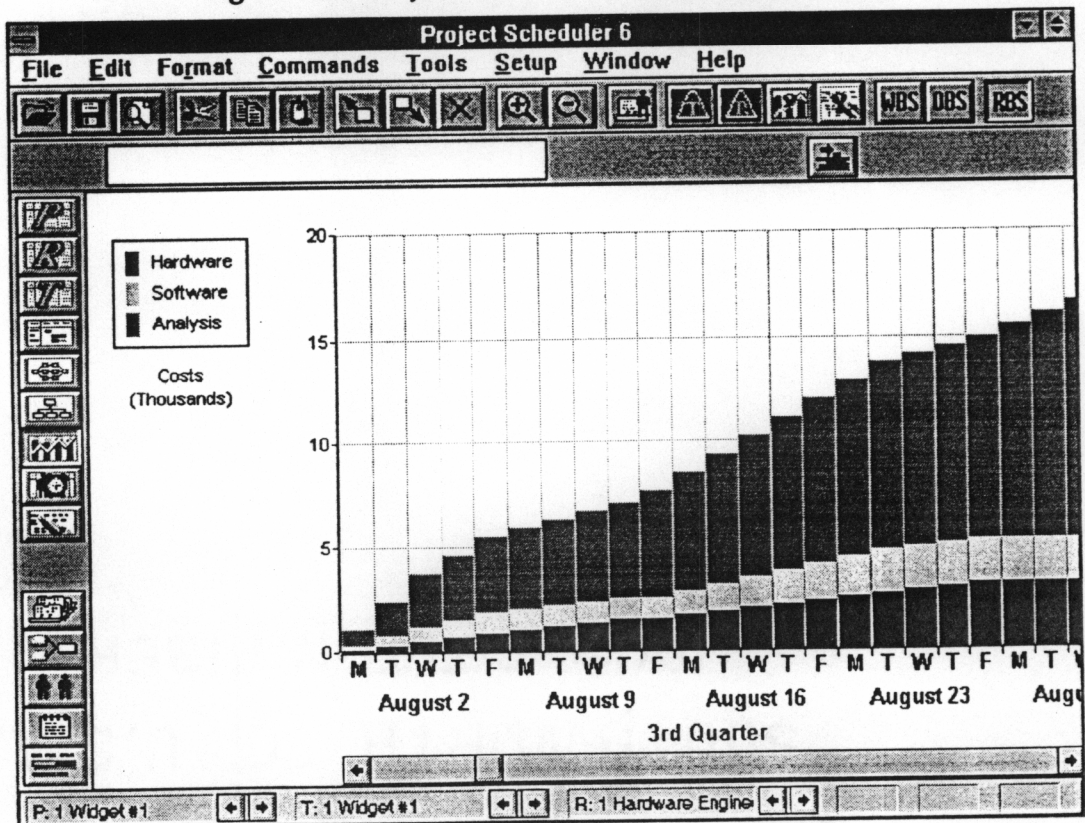 Project Scheduler 6
File Edit Format Commands Tools Setup Window Help
WBS OBS RBS
Hardware
Software
Analysis
Costs
(Thousands)
20
15
10
5
0
M T W T F M T W T F M T W T F M T W T F M T
August 2 August 9 August 16 August 23
3rd Quarter
P: 1 Widget #1 T: 1 Widget #1 R: 1 Hardware Engine